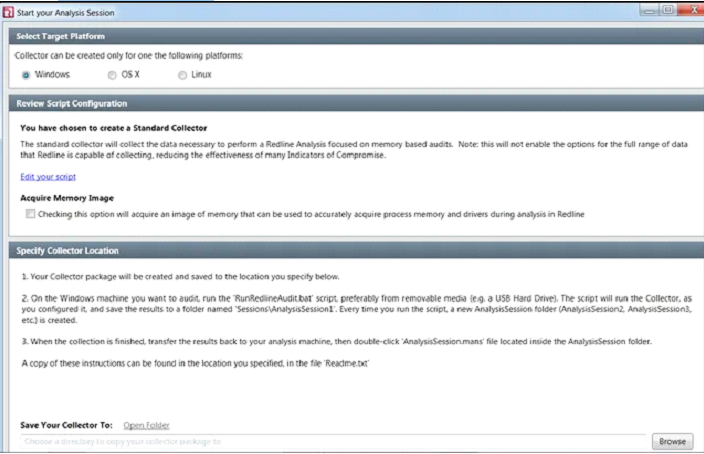 Start your Analysis Session
Select Target Platform
Collector can be created only for one the following platforms:
Windows OS X Linux
Review Script Configuration
You have chosen to create a Standard Collector
The standard collector will collect the data necessary to perform a Redline Analysis focused on memory based audits. Note: this will not enable the options for the full range of data
that Redline is capable of collecting, reducing the effectiveness of many Indicators of Compromise.
Edit your script
Acquire Memory Image
Checking this option will acquire an image of memory that can be used to accurately acquire process memory and drivers during analysis in Redline
Specify Collector Location
1. Your Collector package will be created and saved to the location you specify below.
2. On the Windows machine you want to audit, run the 'RunRedlineAudit.bat' script, preferably from removable media (e.g. a USB Hard Drive). The script will run the Collector, as
you configured it, and save the results to a folder named 'Sessions\AnalysisSession1'. Every time you run the script, a new AnalysisSession folder (AnalysisSession2, AnalysisSession3,
etc.) is created.
3. When the collection is finished, transfer the results back to your analysis machine, then double-click 'AnalysisSession.mans' file located inside the AnalysisSession folder.
A copy of these instructions can be found in the location you specified, in the file 'Readme.txt'
Save Your Collector To: Open Folder
Choose a directory to copy your collector package to
Browse